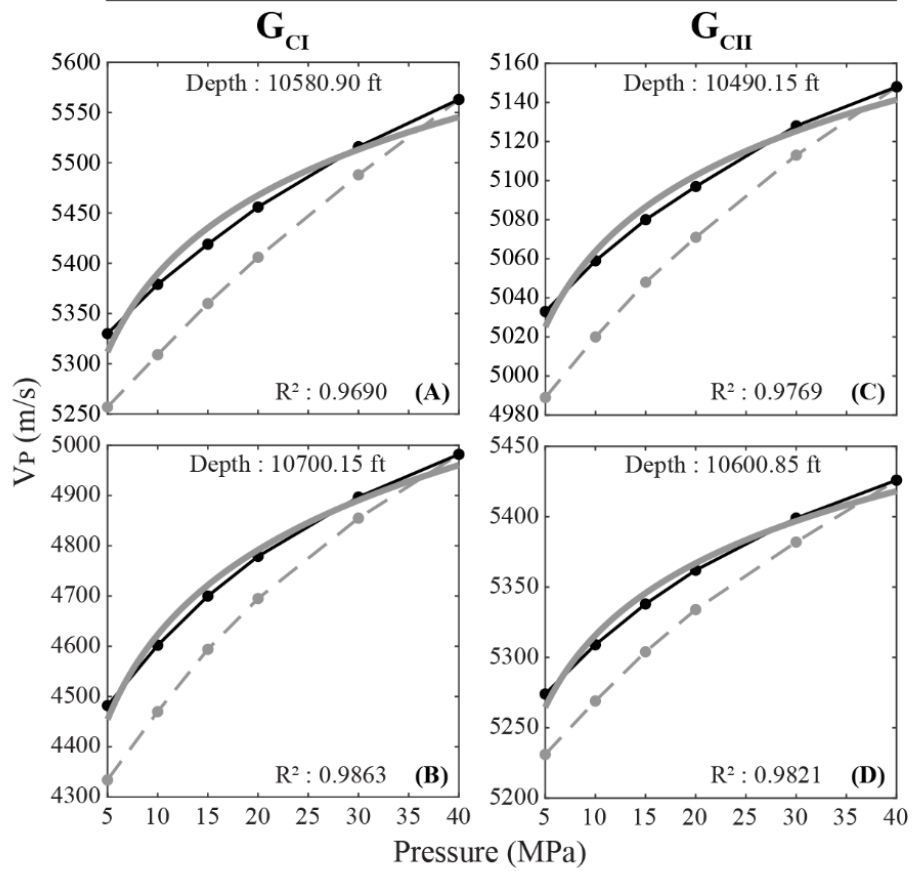 G_CI
G_CII
5600
5550
5500
5450
5400
5350
5300
5250
Depth : 10580.90 ft
R² : 0.9690 (A)
5160
5140
5120
5100
5080
5060
5040
5020
5000
4980
Depth : 10490.15 ft
R² : 0.9769 (C)
VP (m/s)
5000
4900
4800
4700
4600
4500
4400
4300
Depth : 10700.15 ft
R² : 0.9863 (B)
5 10 15 20 25 30 35 40
5450
5400
5350
5300
5250
5200
Depth : 10600.85 ft
R² : 0.9821 (D)
5 10 15 20 25 30 35 40
Pressure (MPa)